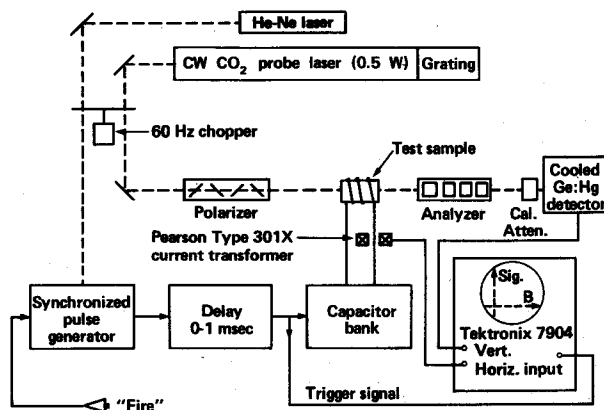 He-Ne laser
CW CO₂ probe laser (0.5 W)
Grating
60 Hz chopper
Test sample
Cooled
Ge:Hg
detector
Polarizer
Analyzer
Cal.
Atten.
Pearson Type 301X
current transformer
Sig.
B
Synchronized
pulse
generator
Delay
0-1 msec
Capacitor
bank
Tektronix 7904
Vert.
Horiz. input
Trigger signal
"Fire"